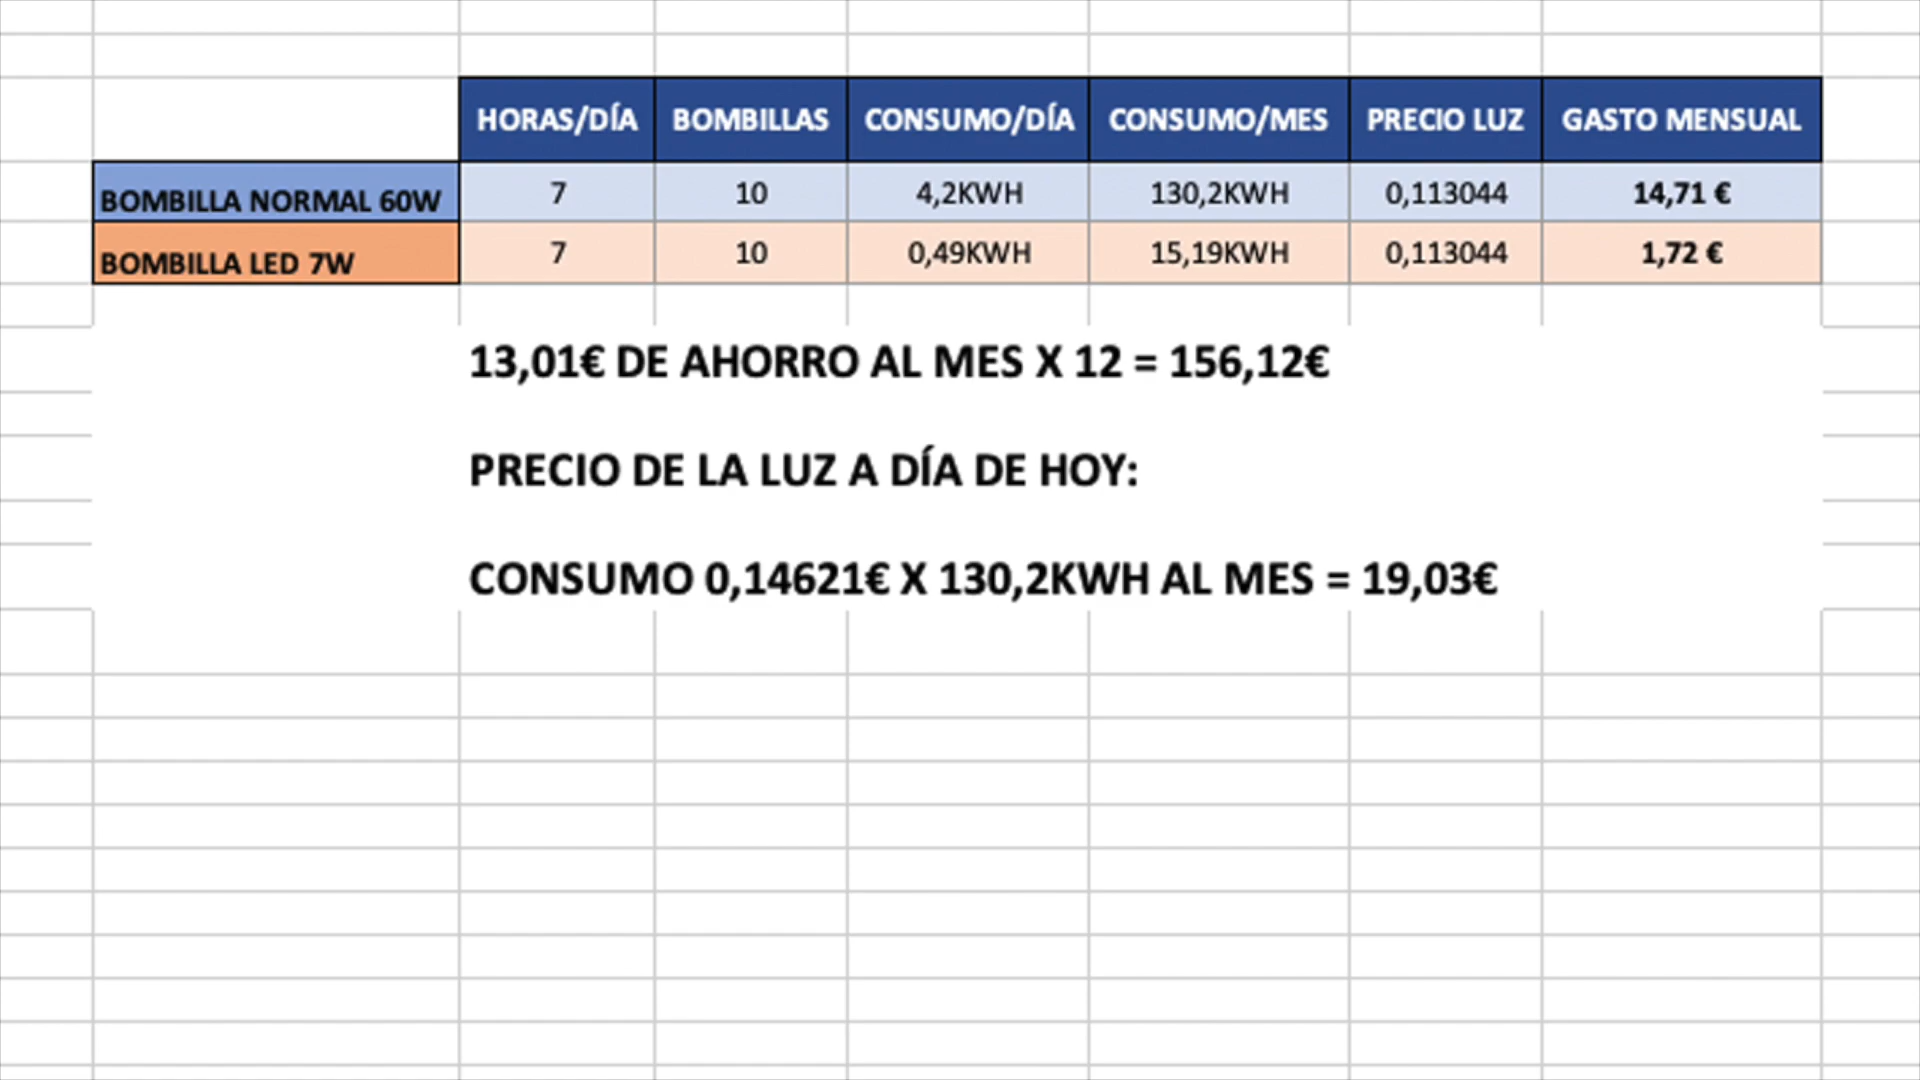 HORAS/DÍA BOMBILLAS CONSUMO/DÍA CONSUMO/MES PRECIO LUZ GASTO MENSUAL
BOMBILLA NORMAL 60W 7 10 4,2KWH 130,2KWH 0,113044 14,71 €
BOMBILLA LED 7W 7 10 0,49KWH 15,19KWH 0,113044 1,72 €
13,01€ DE AHORRO AL MES X 12 = 156,12€
PRECIO DE LA LUZ A DÍA DE HOY:
CONSUMO 0,14621€ X 130,2KWH AL MES = 19,03€